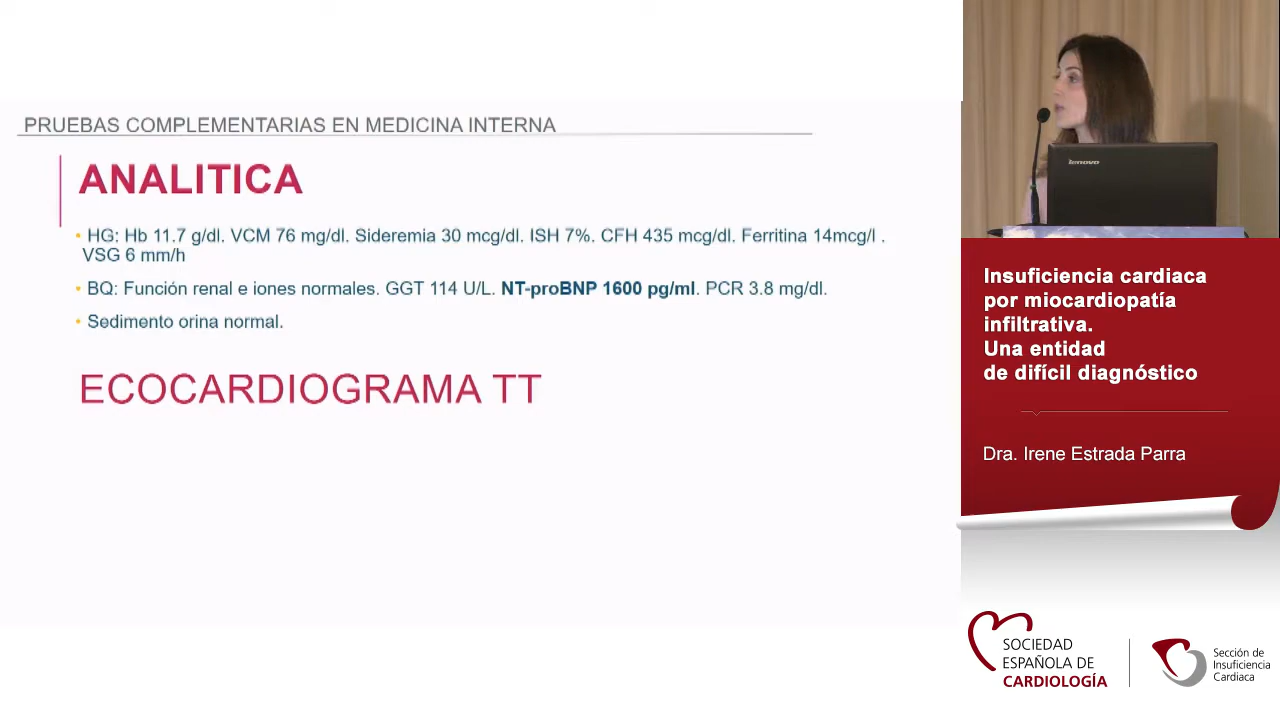 PRUEBAS COMPLEMENTARIAS EN MEDICINA INTERNA
ANALITICA
• HG: Hb 11.7 g/dl. VCM 76 mg/dl. Sideremia 30 mcg/dl. ISH 7%. CFH 435 mcg/dl. Ferritina 14mcg/l .
VSG 6 mm/h
• BQ: Función renal e iones normales. GGT 114 U/L. NT-proBNP 1600 pg/ml. PCR 3.8 mg/dl.
• Sedimento orina normal.
ECOCARDIOGRAMA TT
lenovo
Insuficiencia cardiaca
por miocardiopatía
infiltrativa.
Una entidad
de difícil diagnóstico
Dra. Irene Estrada Parra
SOCIEDAD
ESPAÑOLA DE
CARDIOLOGÍA
Sección de
Insuficiencia
Cardiaca